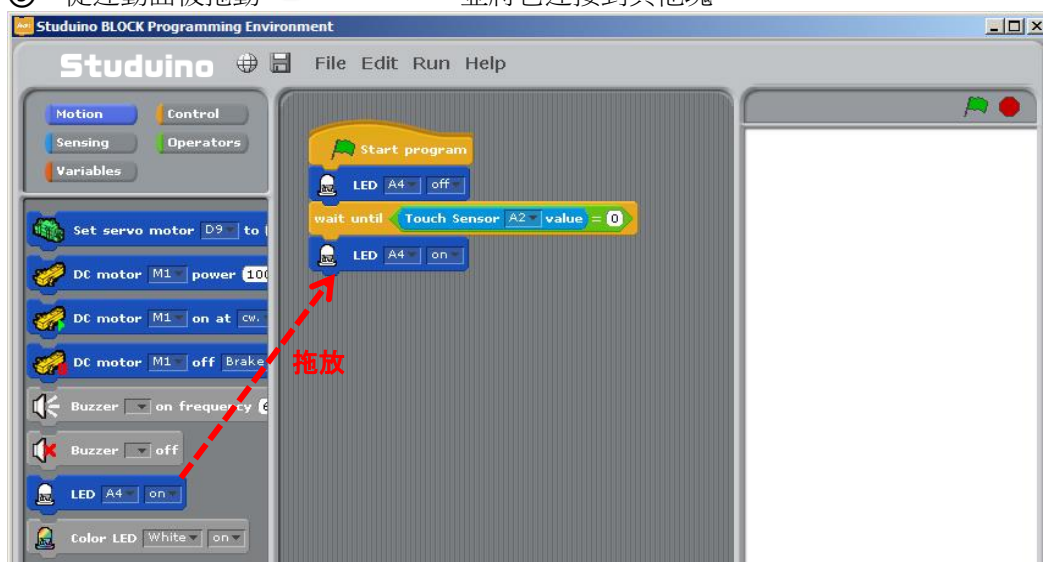 Studuino BLOCK Programming Environment
Studuino File Edit Run Help
Motion Control
Sensing Operators
Variables
Start program
LED A4 off
wait until Touch Sensor A2 value = 0
LED A4 on
Set servo motor D9 to
DC motor M1 power 100
DC motor M1 on at cw.
DC motor M1 off Brake
拖放
Buzzer on frequency
Buzzer off
LED A4 on
Color LED White on